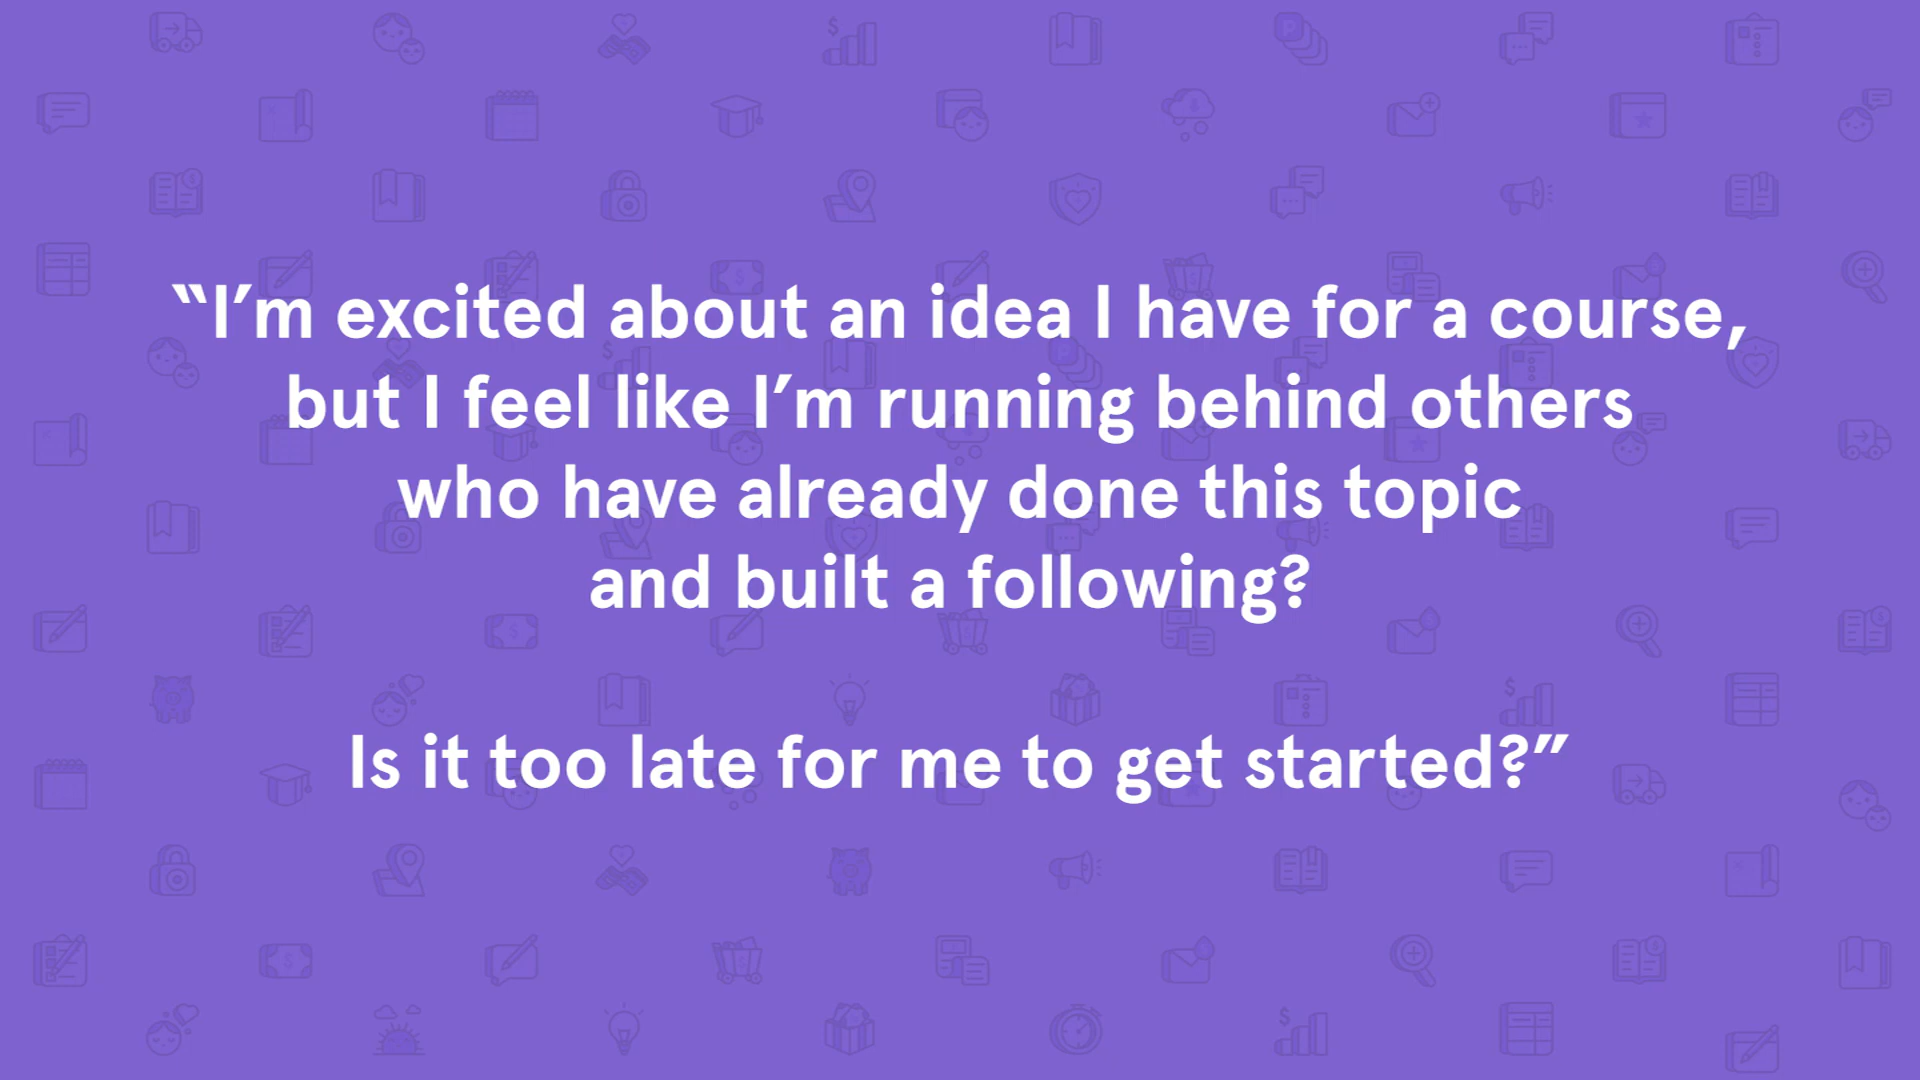 “I’m excited about an idea I have for a course,
but I feel like I’m running behind others
who have already done this topic
and built a following?
Is it too late for me to get started?”